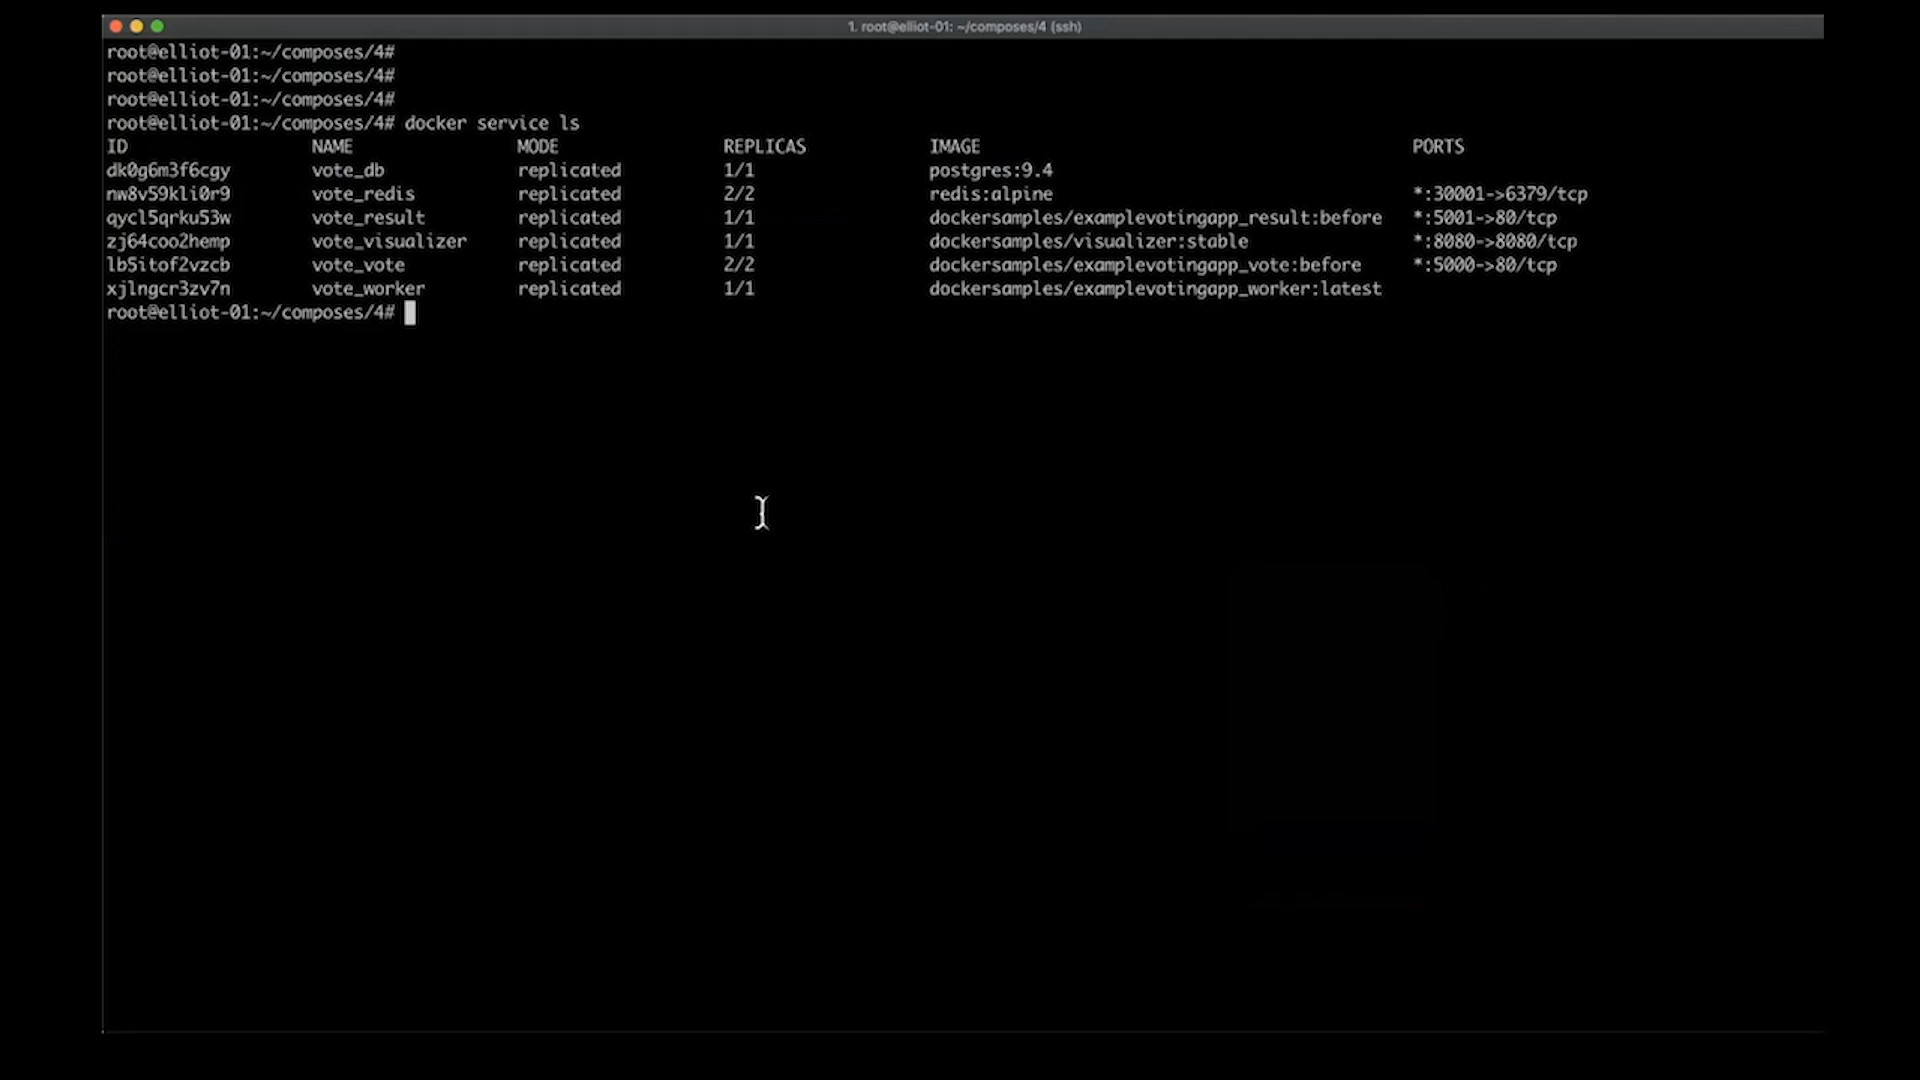 1. root@elliot-01: ~/composes/4 (ssh)
root@elliot-01:~/composes/4#
root@elliot-01:~/composes/4#
root@elliot-01:~/composes/4#
root@elliot-01:~/composes/4# docker service ls
ID NAME MODE REPLICAS IMAGE PORTS
dk0g6m3f6cgy vote_db replicated 1/1 postgres:9.4
nw8v59kli0r9 vote_redis replicated 2/2 redis:alpine *:30001->6379/tcp
qycl5qrku53w vote_result replicated 1/1 dockersamples/examplevotingapp_result:before *:5001->80/tcp
zj64coo2hemp vote_visualizer replicated 1/1 dockersamples/visualizer:stable *:8080->8080/tcp
lb5itof2vzcb vote_vote replicated 2/2 dockersamples/examplevotingapp_vote:before *:5000->80/tcp
xjlngcr3zv7n vote_worker replicated 1/1 dockersamples/examplevotingapp_worker:latest
root@elliot-01:~/composes/4#